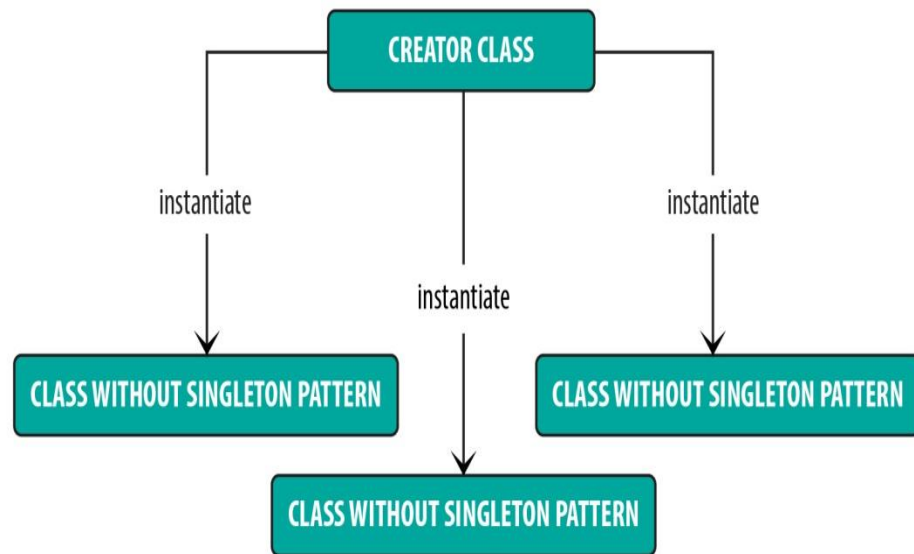 CREATOR CLASS
instantiate
instantiate
instantiate
CLASS WITHOUT SINGLETON PATTERN
CLASS WITHOUT SINGLETON PATTERN
CLASS WITHOUT SINGLETON PATTERN